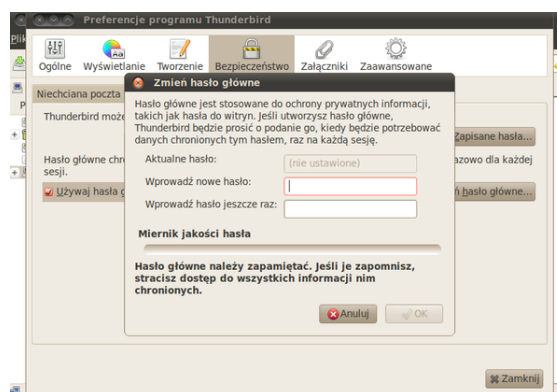 Preferencje programu Thunderbird
Plik
Ogólne Wyświetlanie Tworzenie Bezpieczeństwo Załączniki Zaawansowane
Zmień hasło główne
Niechciana poczta
Hasło główne jest stosowane do ochrony prywatnych informacji,
takich jak hasła do witryn. Jeśli utworzysz hasło główne,
Thunderbird będzie prosić o podanie go, kiedy będzie potrzebować
danych chronionych tym hasłem, raz na każdą sesję.
Thunderbird może
Zapisane hasła...
Aktualne hasło: (nie ustawione)
Hasło główne chro
azowo dla każdej
sesji.
Wprowadź nowe hasło:
Używaj hasła g
ń hasło główne...
Wprowadź hasło jeszcze raz:
Miernik jakości hasła
Hasło główne należy zapamiętać. Jeśli je zapomnisz,
stracisz dostęp do wszystkich informacji nim
chronionych.
Anuluj OK
Zamknij